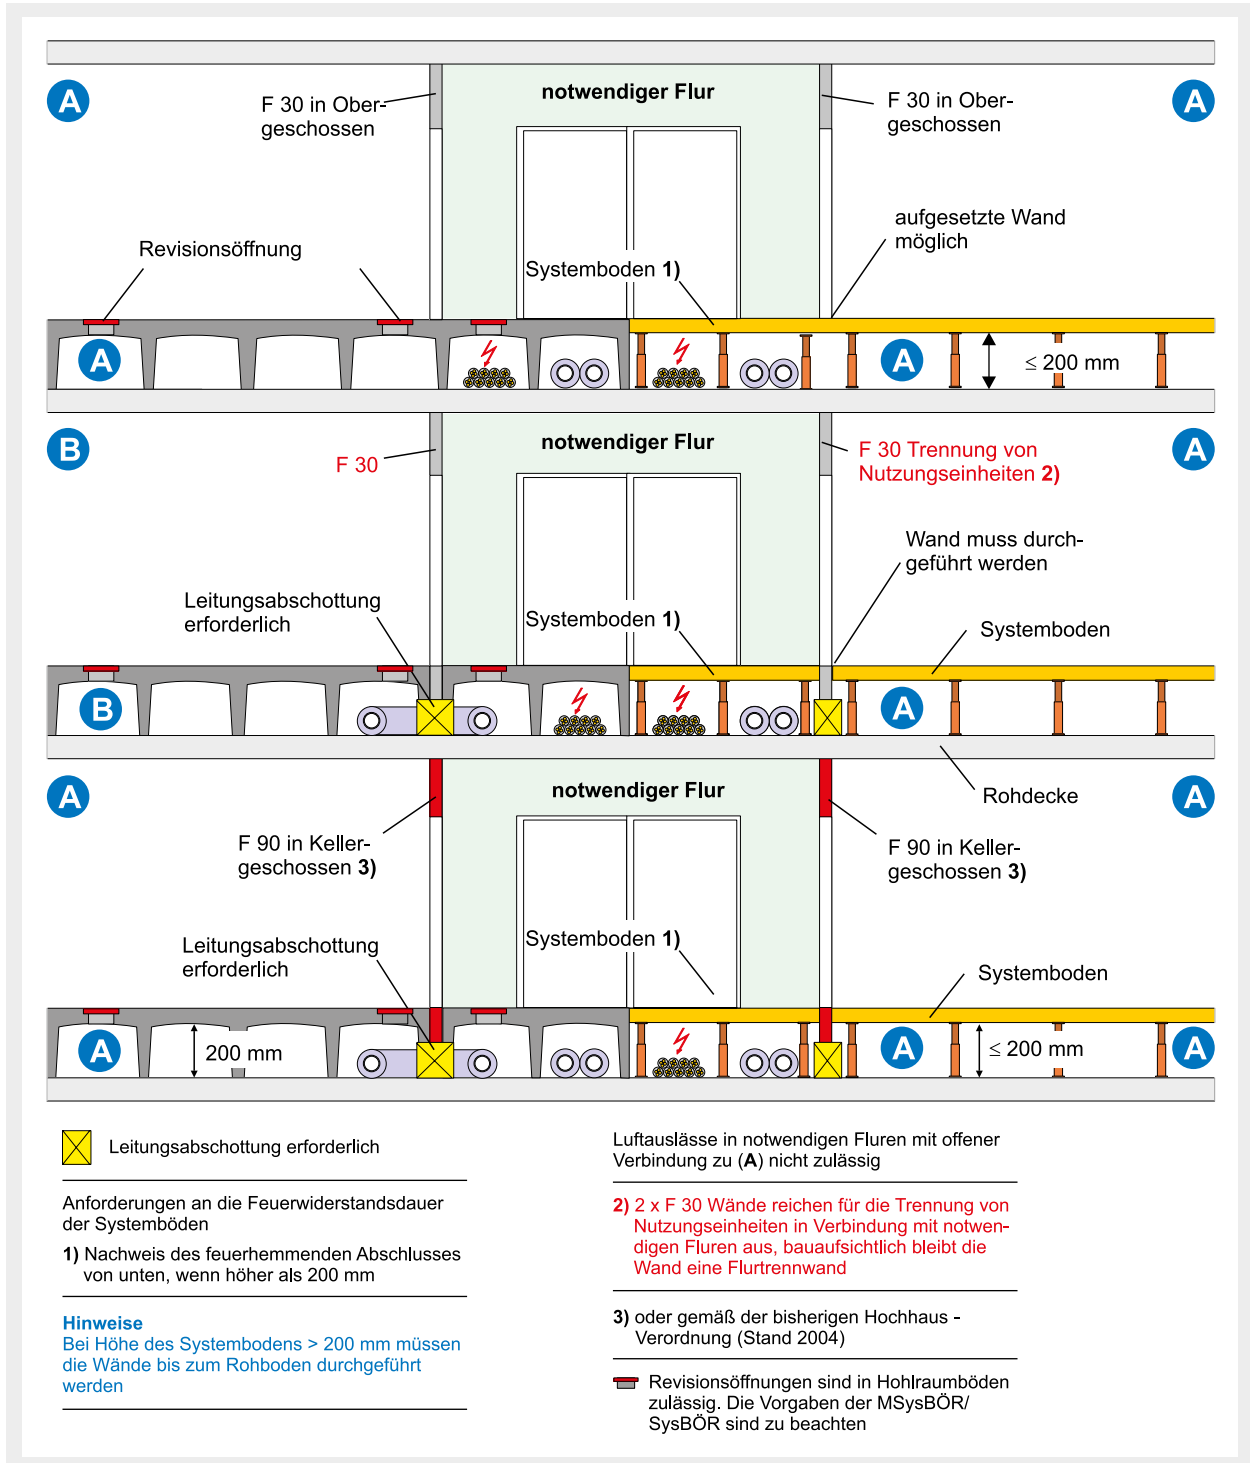 notwendiger Flur
A
A
F 30 in Ober-
geschossen
F 30 in Ober-
geschossen
aufgesetzte Wand
möglich
Revisionsöffnung
Systemboden 1)
A
A
≤ 200 mm
B
notwendiger Flur
A
F 30
F 30 Trennung von
Nutzungseinheiten 2)
Wand muss durch-
geführt werden
Leitungsabschottung
erforderlich
Systemboden 1)
Systemboden
B
A
A
notwendiger Flur
A
Rohdecke
F 90 in Keller-
geschossen 3)
F 90 in Keller-
geschossen 3)
Leitungsabschottung
erforderlich
Systemboden 1)
Systemboden
A
200 mm
A
≤ 200 mm
A
Leitungsabschottung erforderlich
Anforderungen an die Feuerwiderstandsdauer
der Systemböden
1) Nachweis des feuerhemmenden Abschlusses
von unten, wenn höher als 200 mm
Hinweise
Bei Höhe des Systembodens > 200 mm müssen
die Wände bis zum Rohboden durchgeführt
werden
Luftauslässe in notwendigen Fluren mit offener
Verbindung zu (A) nicht zulässig
2) 2 x F 30 Wände reichen für die Trennung von
Nutzungseinheiten in Verbindung mit notwen-
digen Fluren aus, bauaufsichtlich bleibt die
Wand eine Flurtrennwand
3) oder gemäß der bisherigen Hochhaus -
Verordnung (Stand 2004)
Revisionsöffnungen sind in Hohlraumböden
zulässig. Die Vorgaben der MSysBÖR/
SysBÖR sind zu beachten